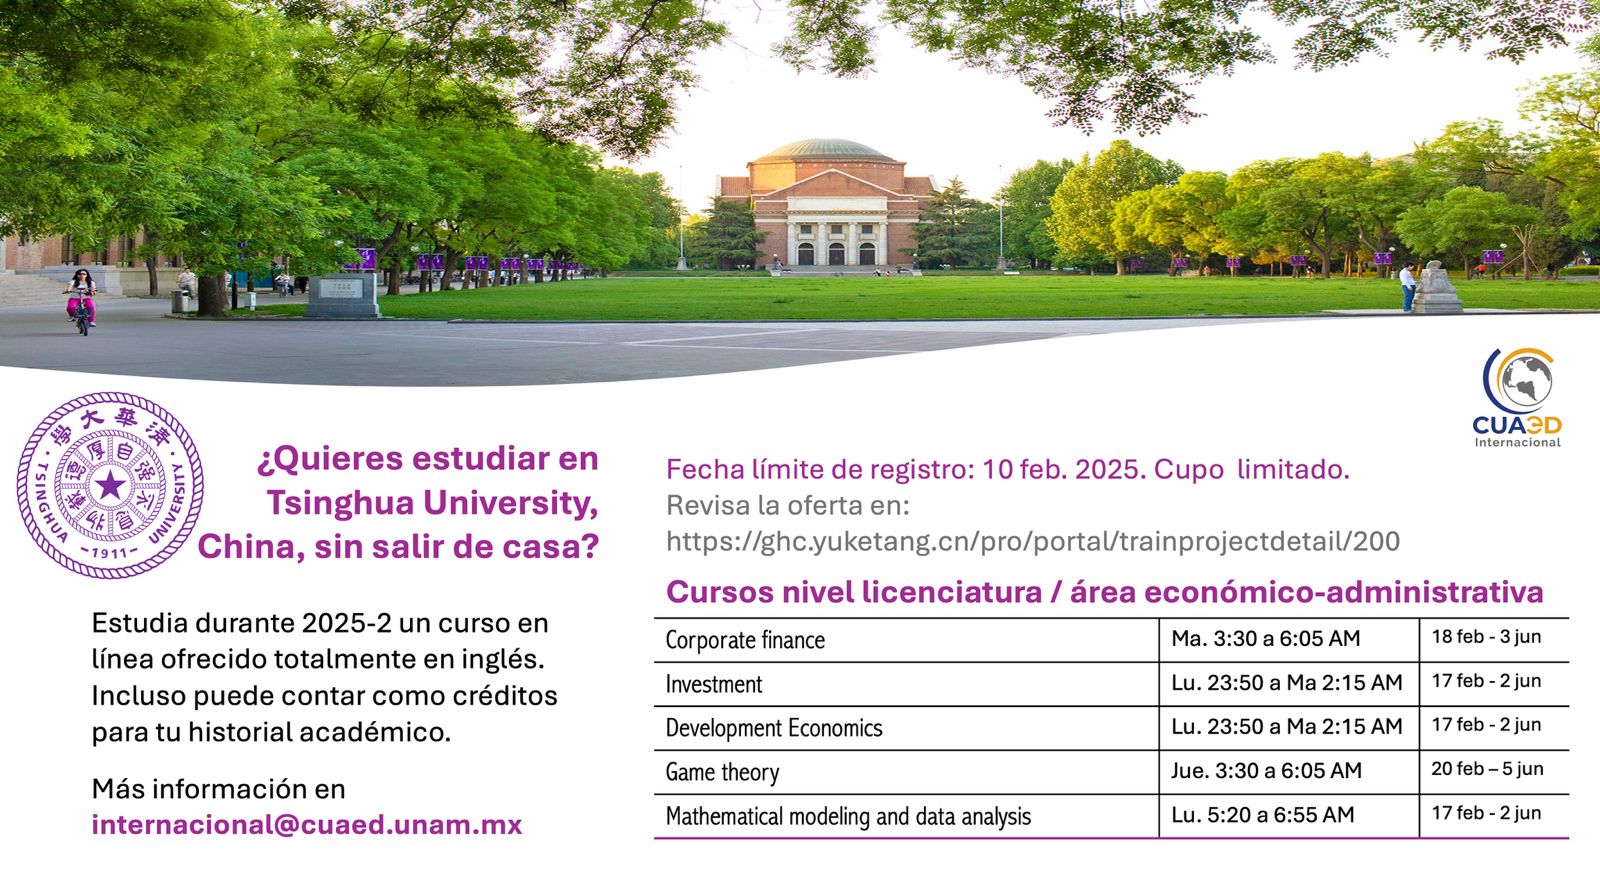 清華大學
自强不息
厚德載物
TSINGHUA UNIVERSITY
-1911-
¿Quieres estudiar en
Tsinghua University,
China, sin salir de casa?
Estudia durante 2025-2 un curso en
línea ofrecido totalmente en inglés.
Incluso puede contar como créditos
para tu historial académico.
Más información en
internacional@cuaed.unam.mx
CUAED
Internacional
Fecha límite de registro: 10 feb. 2025. Cupo limitado.
Revisa la oferta en:
https://ghc.yuketang.cn/pro/portal/trainprojectdetail/200
Cursos nivel licenciatura / área económico-administrativa
Corporate finance Ma. 3:30 a 6:05 AM 18 feb - 3 jun
Investment Lu. 23:50 a Ma 2:15 AM 17 feb - 2 jun
Development Economics Lu. 23:50 a Ma 2:15 AM 17 feb - 2 jun
Game theory Jue. 3:30 a 6:05 AM 20 feb – 5 jun
Mathematical modeling and data analysis Lu. 5:20 a 6:55 AM 17 feb - 2 jun